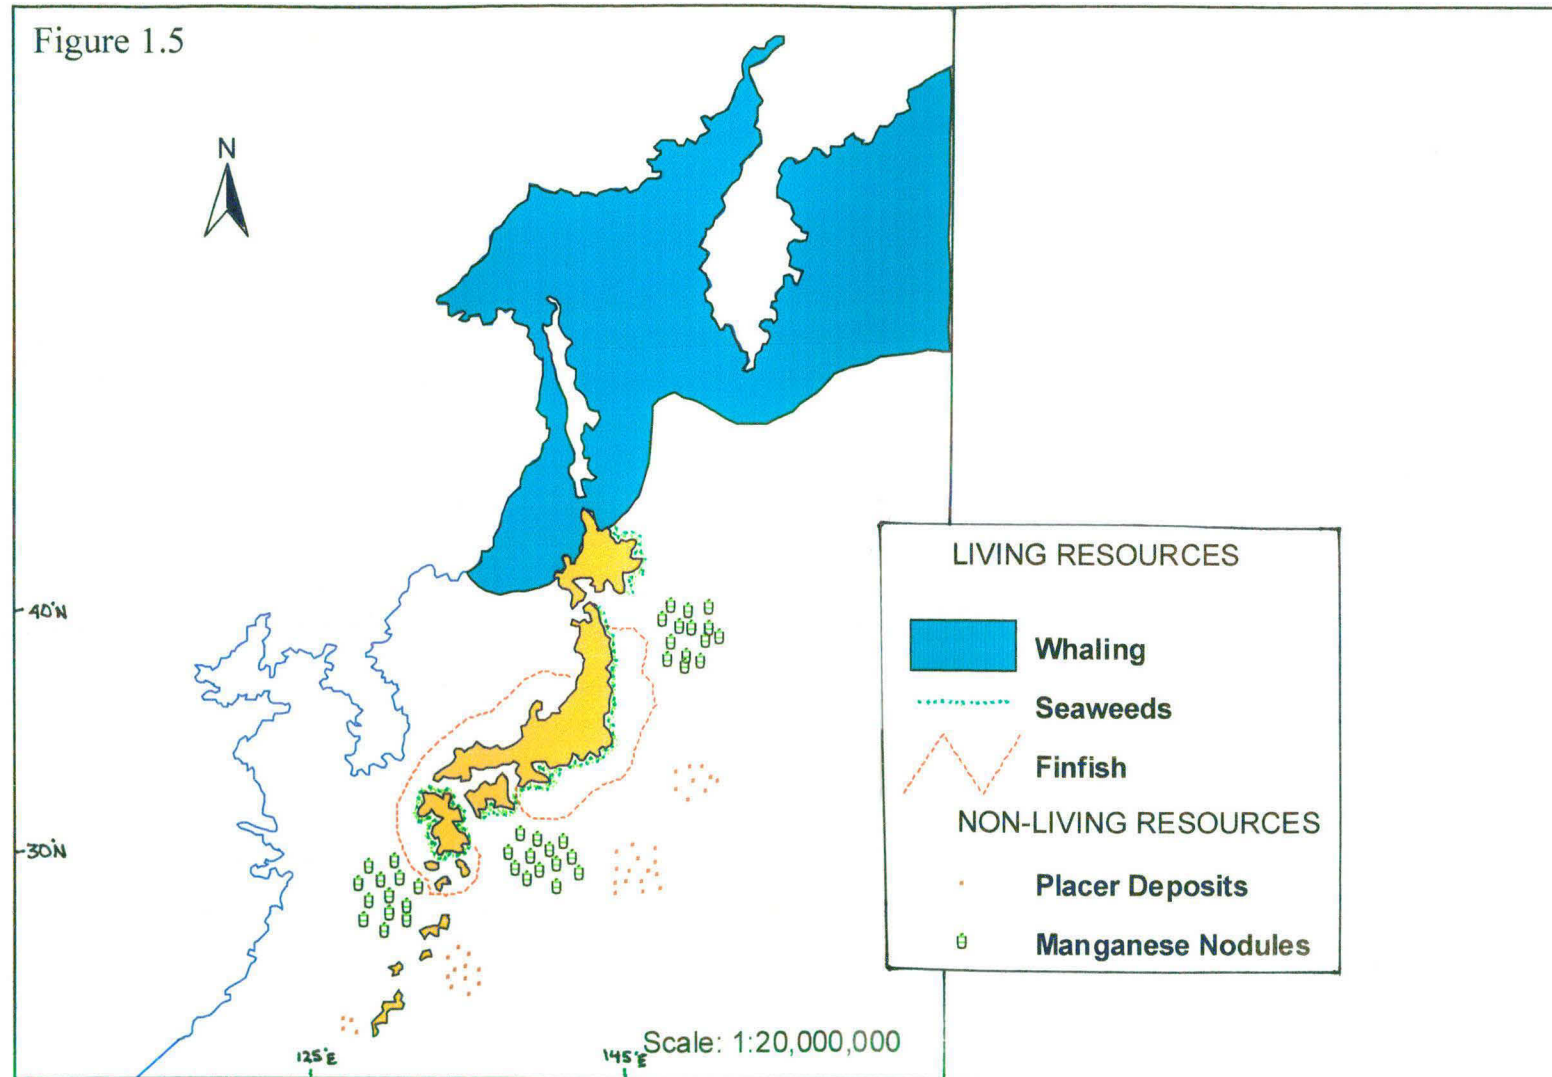 Figure 1.5
N
40°N
30°N
125°E
145°E
Scale: 1:20,000,000
LIVING RESOURCES
Whaling
Seaweeds
Finfish
NON-LIVING RESOURCES
Placer Deposits
Manganese Nodules